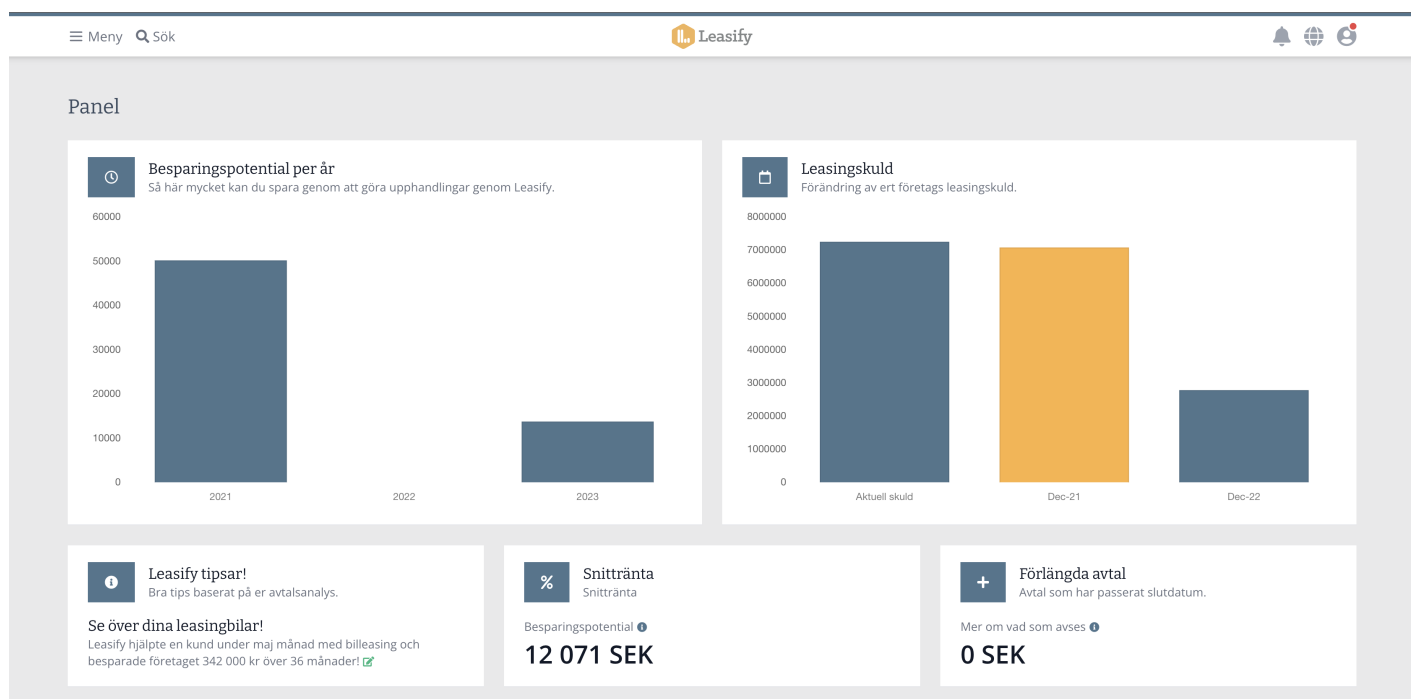 Meny Sök Leasify
Panel
Besparingspotential per år
Så här mycket kan du spara genom att göra upphandlingar genom Leasify.
60000
50000
40000
30000
20000
10000
0
2021 2022 2023
Leasingskuld
Förändring av ert företags leasingskuld.
8000000
7000000
6000000
5000000
4000000
3000000
2000000
1000000
0
Aktuell skuld Dec-21 Dec-22
Leasify tipsar!
Bra tips baserat på er avtalsanalys.
Se över dina leasingbilar!
Leasify hjälpte en kund under maj månad med billeasing och
besparade företaget 342 000 kr över 36 månader!
% Snittränta
Snittränta
Besparingspotential
12 071 SEK
Förlängda avtal
Avtal som har passerat slutdatum.
Mer om vad som avses
0 SEK